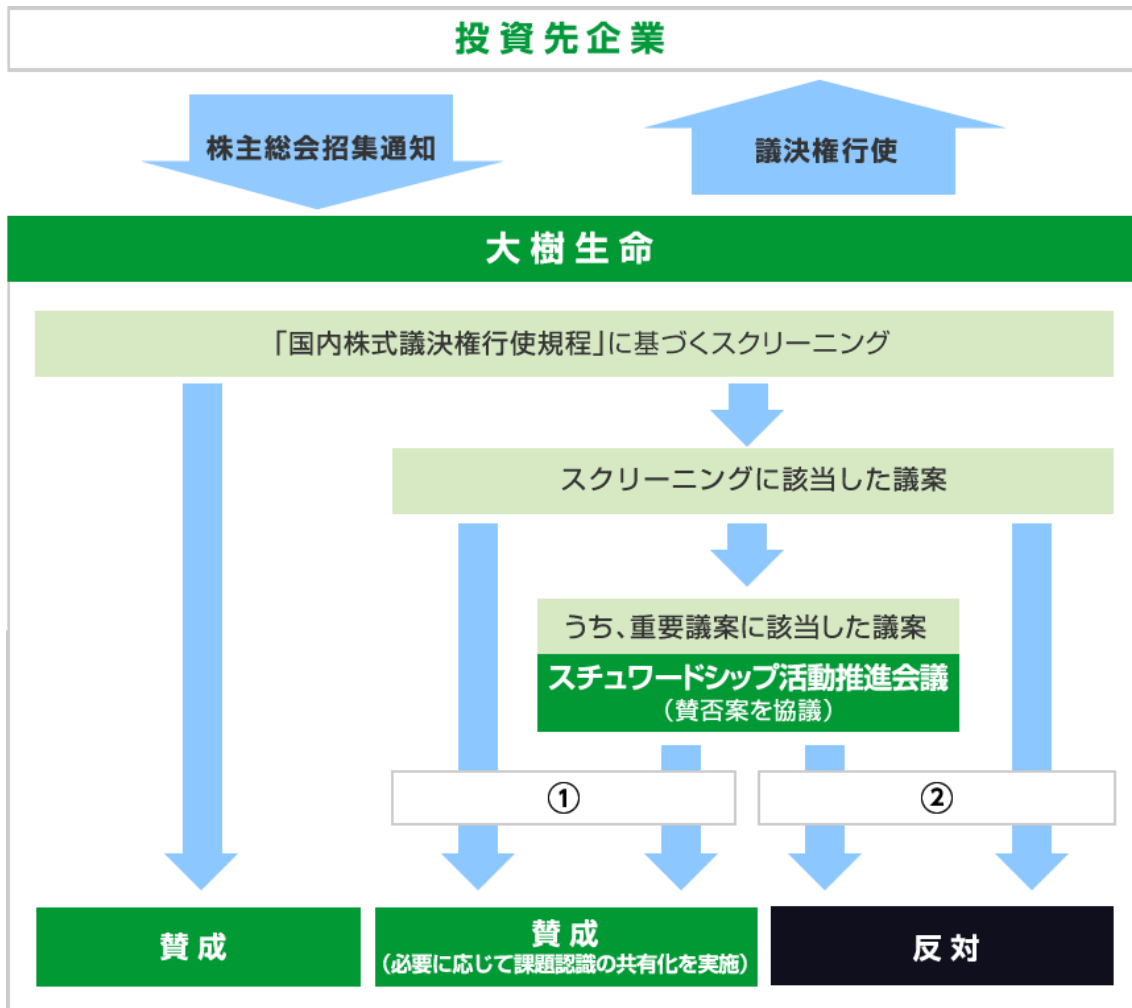 投資先企業
株主総会招集通知
議決権行使
大樹生命
「国内株式議決権行使規程」に基づくスクリーニング
スクリーニングに該当した議案
うち、重要議案に該当した議案
スチュワードシップ活動推進会議
（賛否案を協議）
①
②
賛成
賛成
（必要に応じて課題認識の共有化を実施）
反対